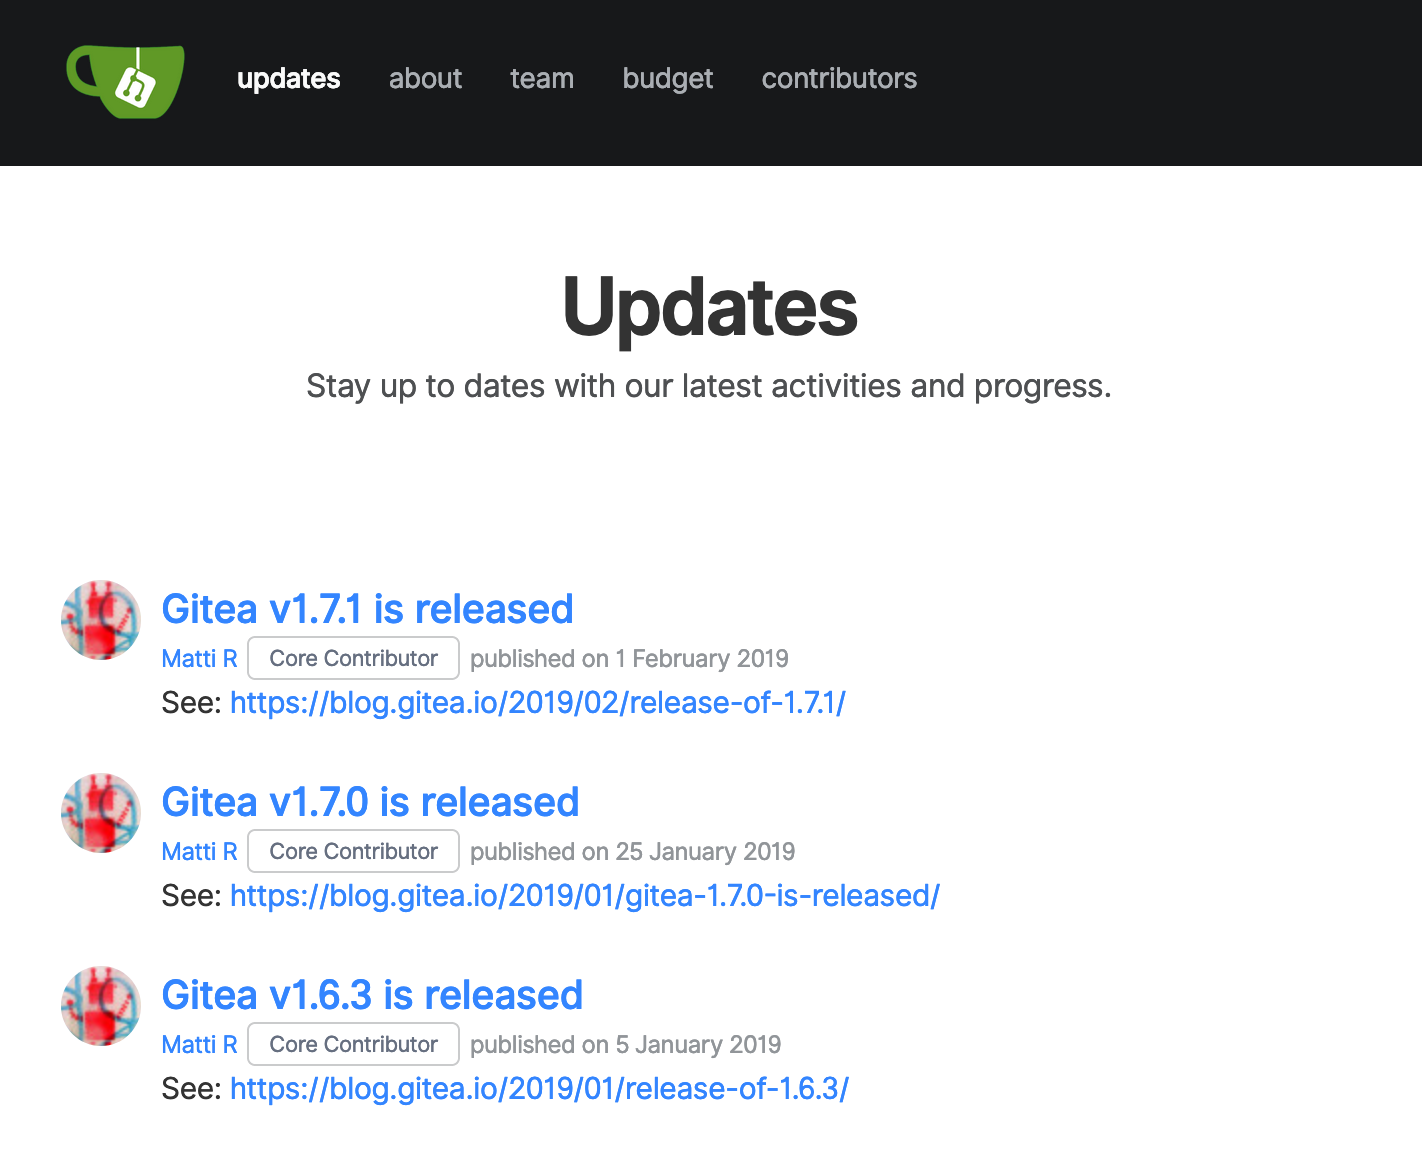 updates about team budget contributors
Updates
Stay up to dates with our latest activities and progress.
Gitea v1.7.1 is released
Matti R Core Contributor published on 1 February 2019
See: https://blog.gitea.io/2019/02/release-of-1.7.1/
Gitea v1.7.0 is released
Matti R Core Contributor published on 25 January 2019
See: https://blog.gitea.io/2019/01/gitea-1.7.0-is-released/
Gitea v1.6.3 is released
Matti R Core Contributor published on 5 January 2019
See: https://blog.gitea.io/2019/01/release-of-1.6.3/